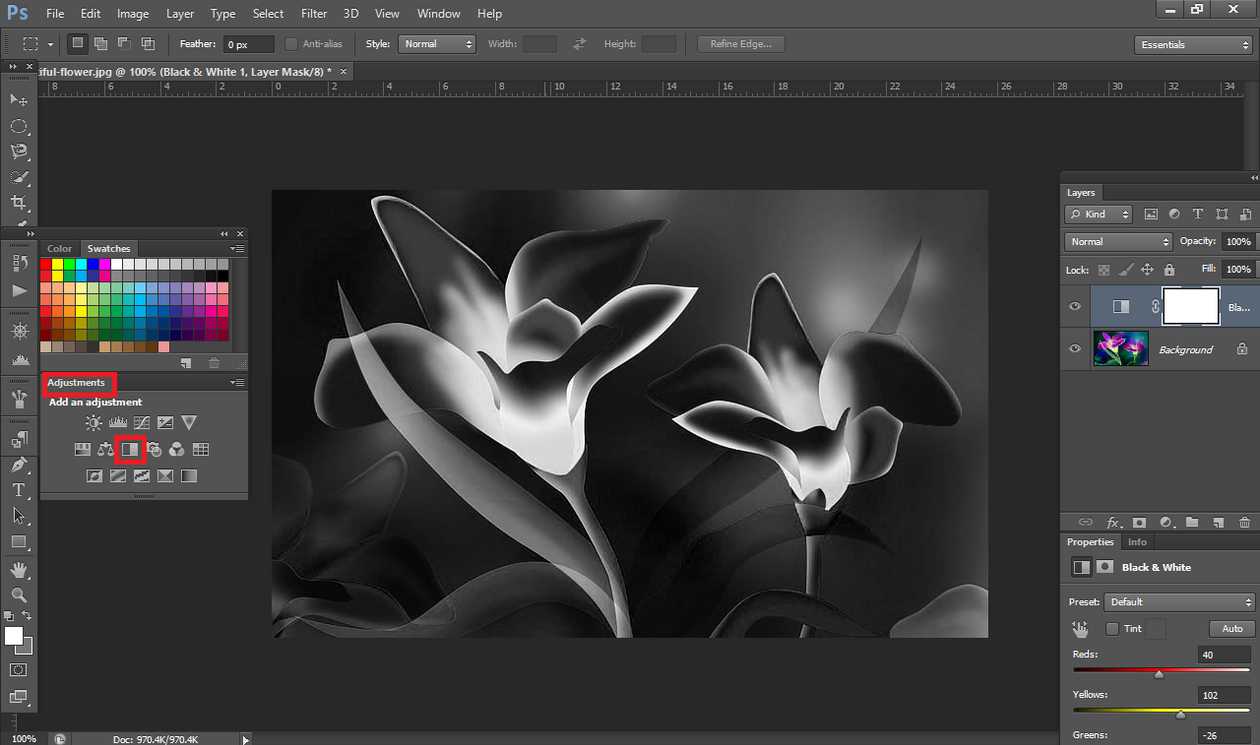 Ps File Edit Image Layer Type Select Filter 3D View Window Help
Feather: 0 px Anti-alias Style: Normal Width: Height: Refine Edge... Essentials
iful-flower.jpg @ 100% (Black & White 1, Layer Mask/8) * ×
8 6 4 2 0 2 4 6 8 10 12 14 16 18 20 22 24 26 28 30 32 34
Color Swatches
Adjustments
Add an adjustment
T
Layers
Kind T
Normal Opacity: 100%
Lock: Fill: 100%
Bla...
Background
fx
Properties Info
Black & White
Preset: Default
Tint Auto
Reds: 40
Yellows: 102
Greens: -26
100% Doc: 970.4K/970.4K